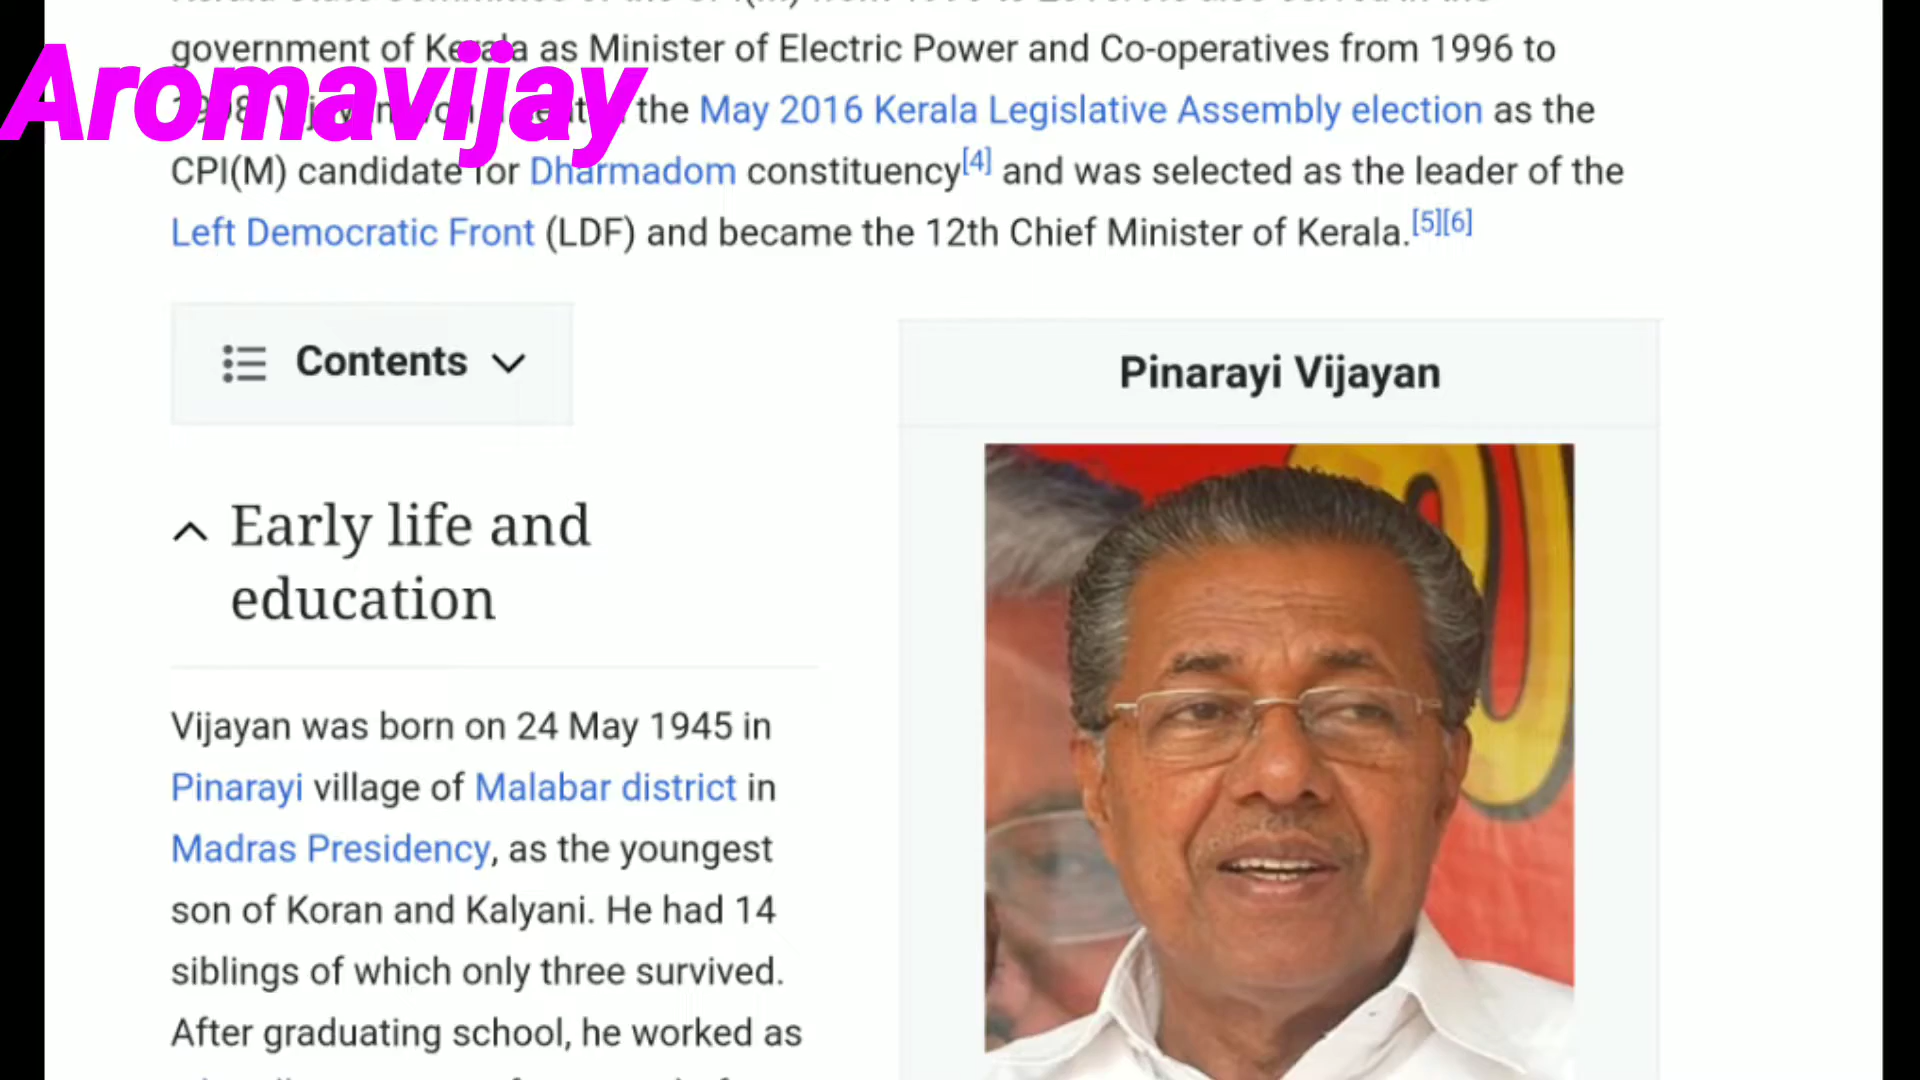 Aromavijay
government of Kerala as Minister of Electric Power and Co-operatives from 1996 to
the May 2016 Kerala Legislative Assembly election as the
CPI(M) candidate for Dharmadom constituency[4] and was selected as the leader of the
Left Democratic Front (LDF) and became the 12th Chief Minister of Kerala.[5][6]
Contents
Pinarayi Vijayan
Early life and
education
Vijayan was born on 24 May 1945 in
Pinarayi village of Malabar district in
Madras Presidency, as the youngest
son of Koran and Kalyani. He had 14
siblings of which only three survived.
After graduating school, he worked as